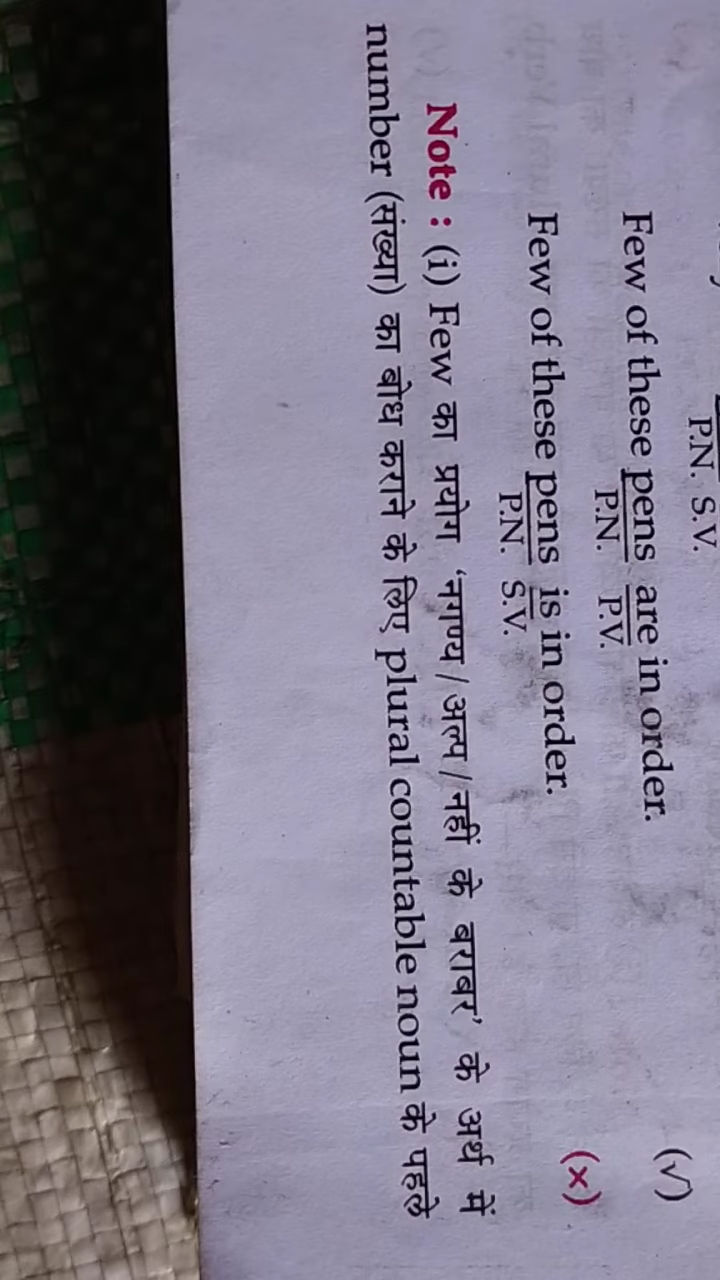 P.N. S.V.
Few of these pens are in order. (√)
P.N. P.V.
Few of these pens is in order. (×)
P.N. S.V.
Note : (i) Few का प्रयोग ‘नगण्य / अल्प / नहीं के बराबर’ के अर्थ में
number (संख्या) का बोध कराने के लिए plural countable noun के पहले